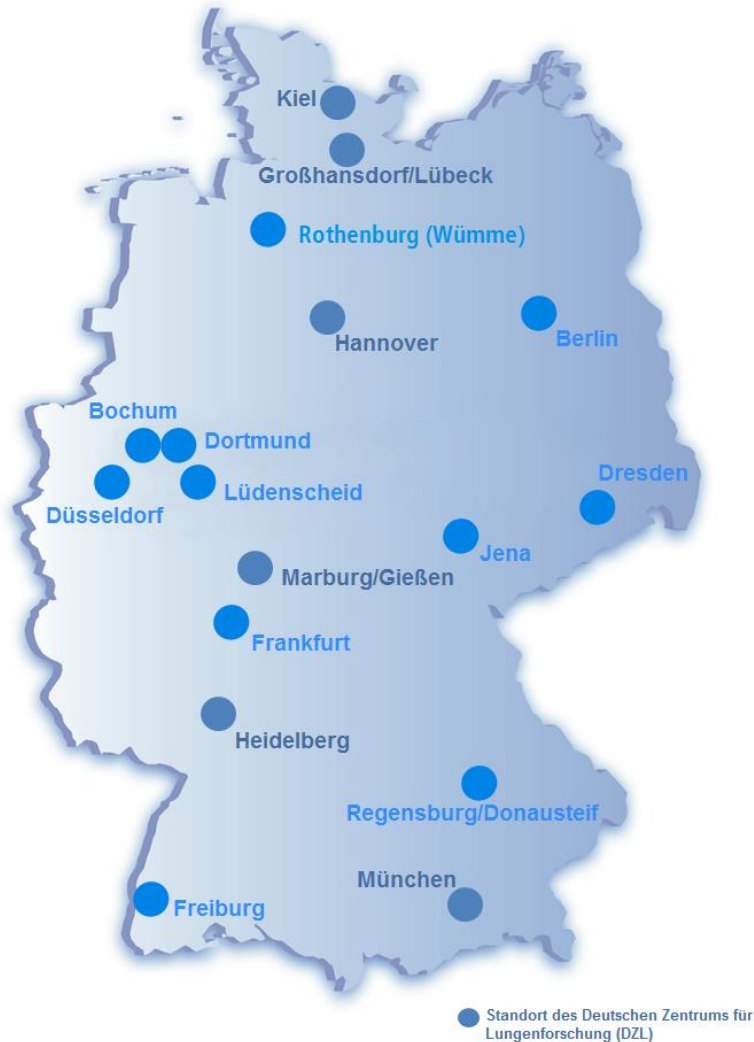 Kiel
Großhansdorf/Lübeck
Rothenburg (Wümme)
Hannover
Berlin
Bochum
Dortmund
Dresden
Düsseldorf
Lüdenscheid
Jena
Marburg/Gießen
Frankfurt
Heidelberg
Regensburg/Donausteif
München
Freiburg
Standort des Deutschen Zentrums für
Lungenforschung (DZL)